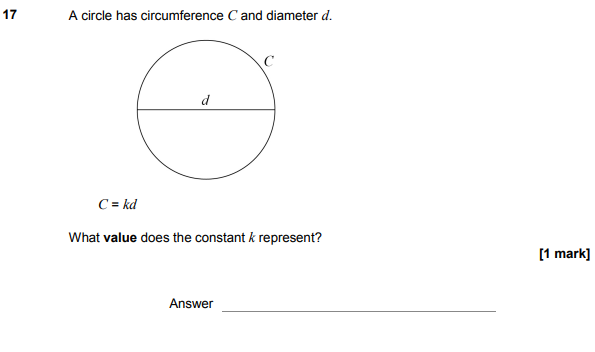 17 A circle has circumference C and diameter d.
C
d
C = kd
What value does the constant k represent?
[1 mark]
Answer